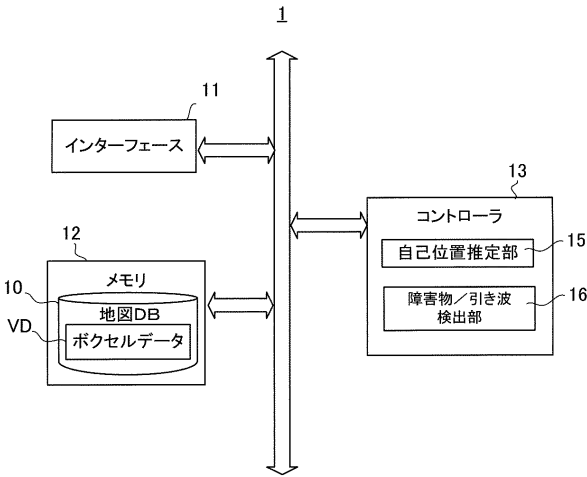 1
11
インターフェース
13
コントローラ
自己位置推定部
15
障害物／引き波
検出部
16
12
メモリ
10
地図DB
VD
ボクセルデータ